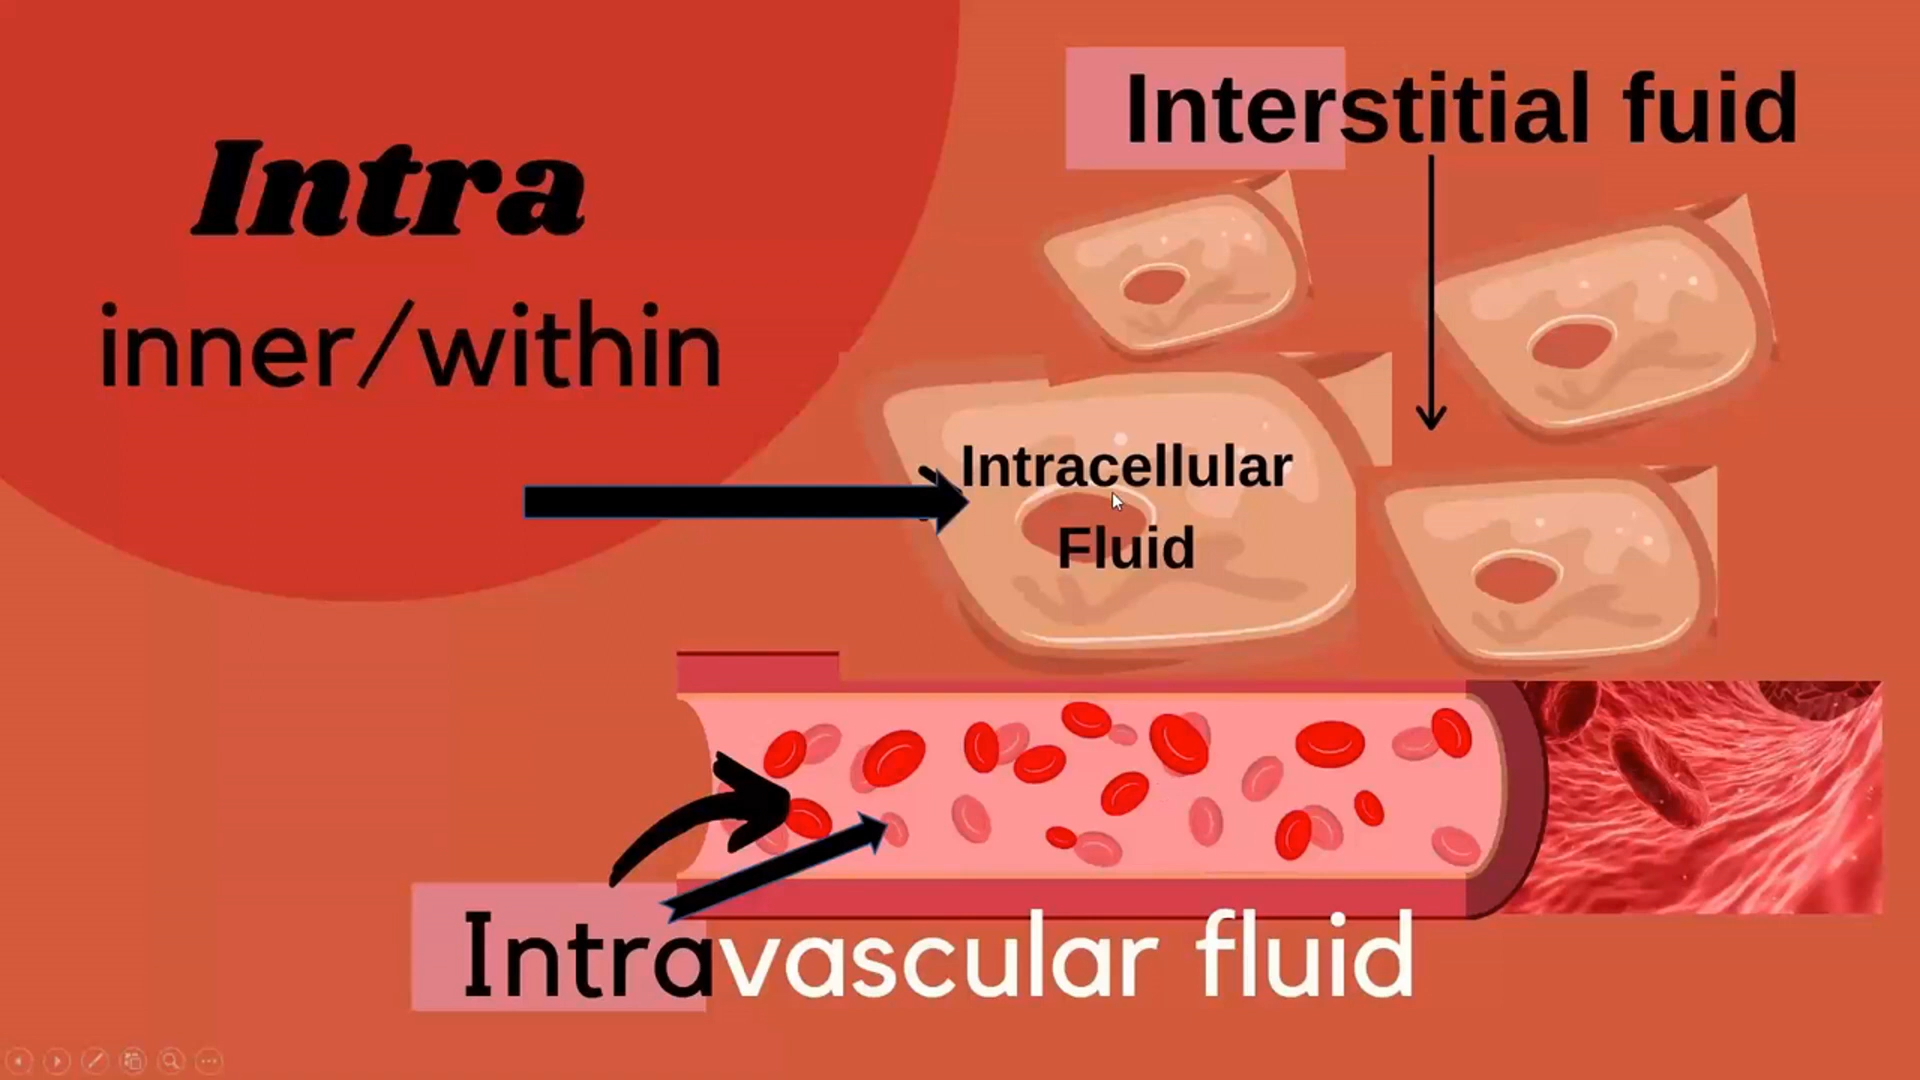 Interstitial fuid
Intra
inner/within
Intracellular
Fluid
Intravascular fluid